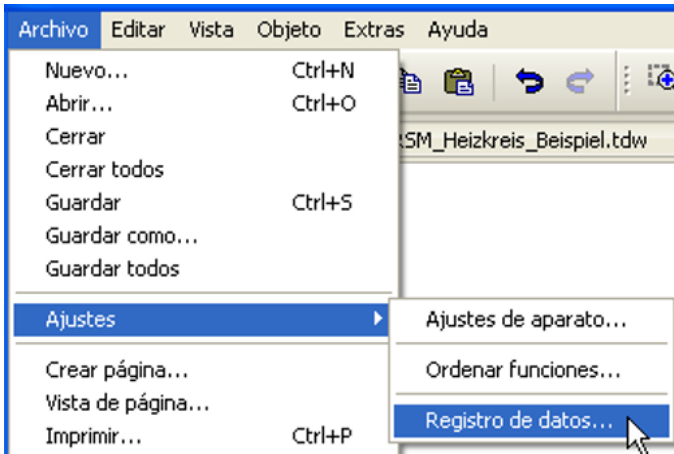 Archivo Editar Vista Objeto Extras Ayuda
Nuevo... Ctrl+N
Abrir... Ctrl+O
RSM_Heizkreis_Beispiel.tdw
Cerrar
Cerrar todos
Guardar Ctrl+S
Guardar como...
Guardar todos
Ajustes
Ajustes de aparato...
Ordenar funciones...
Registro de datos...
Crear página...
Vista de página...
Imprimir... Ctrl+P